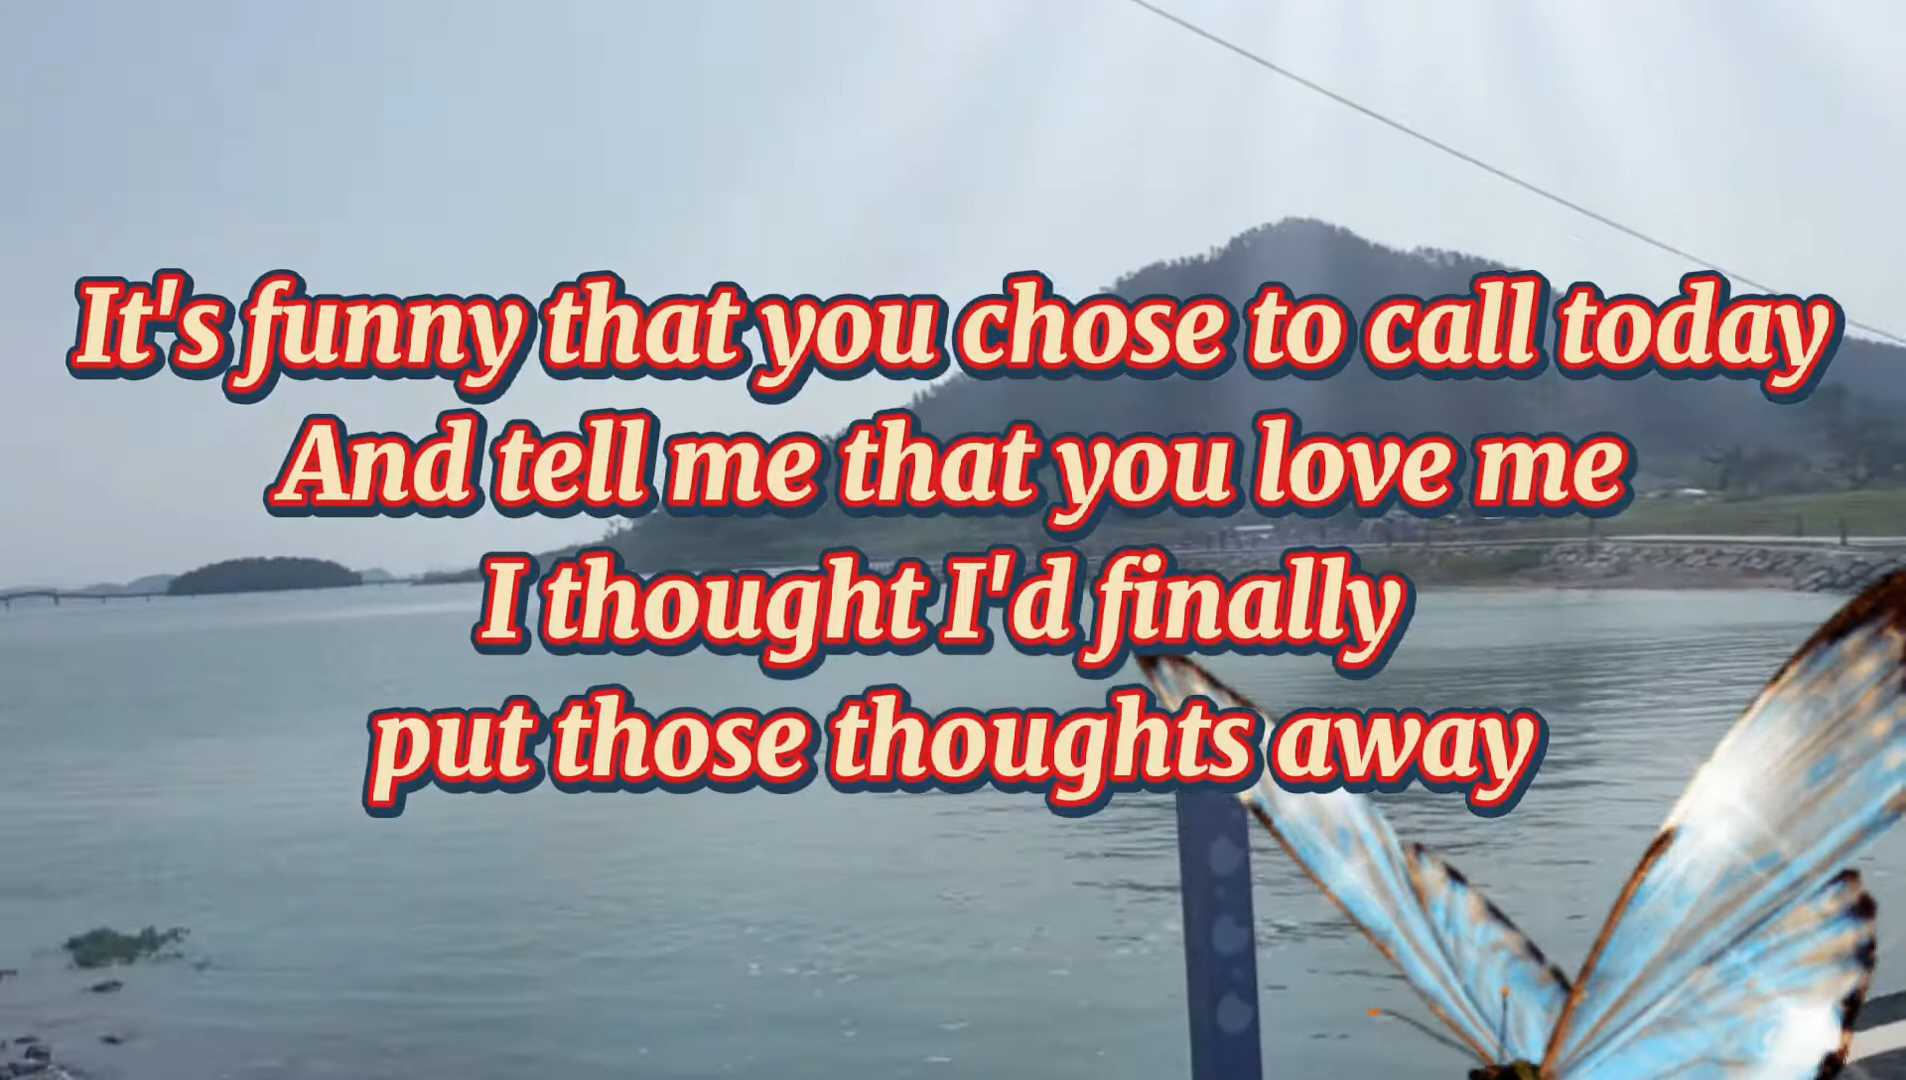 It's funny that you chose to call today
And tell me that you love me
I thought I'd finally
put those thoughts away